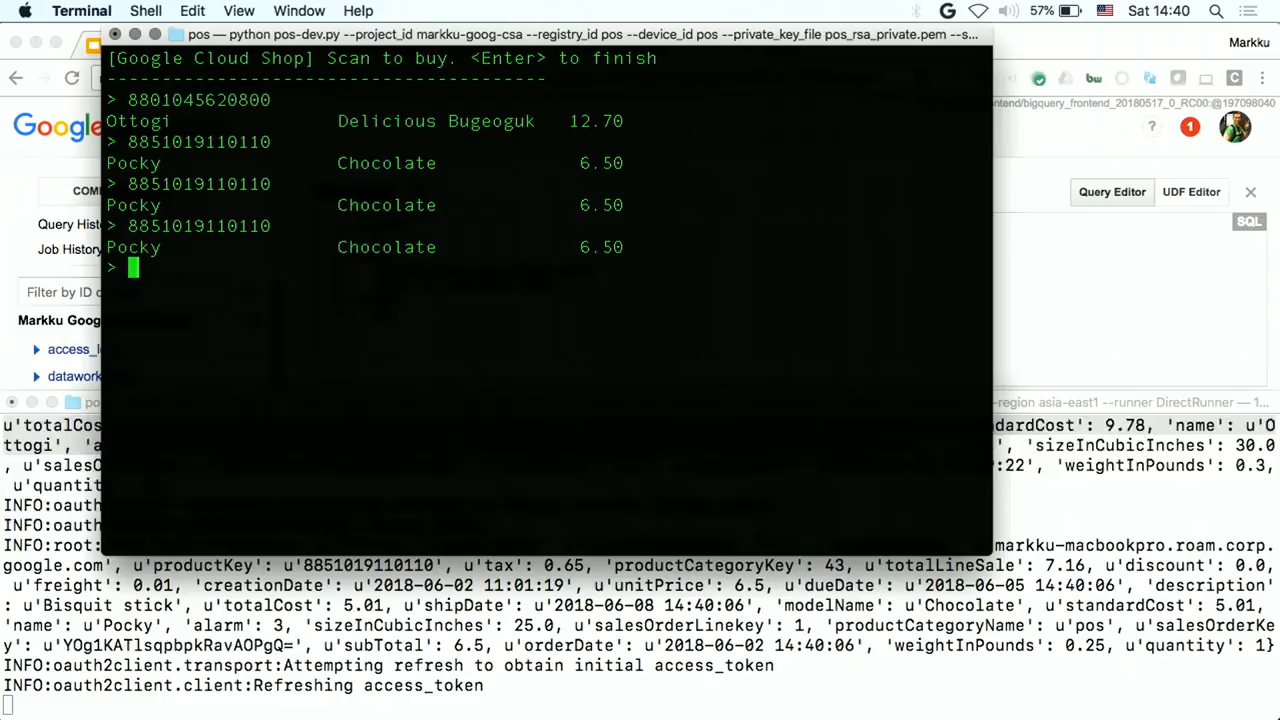 Terminal Shell Edit View Window Help 57% Sat 14:40
pos — python pos-dev.py --project_id markku-goog-csa --registry_id pos --device_id pos --private_key_file pos_rsa_private.pem --s...
Markku
[Google Cloud Shop] Scan to buy. <Enter> to finish
----------------------------------------
> 8801045620800
Ottogi Delicious Bugeoguk 12.70
> 8851019110110
Pocky Chocolate 6.50
> 8851019110110
Pocky Chocolate 6.50
> 8851019110110
Pocky Chocolate 6.50
>
bw C
end/bigquery_frontend_20180517_0_RC00:@197098040
Google
? 1
COM
Query Editor UDF Editor
Query Hist
SQL
Job History
Filter by ID o
Markku Goog
access_l
datawork
po
-region asia-east1 --runner DirectRunner — 1...
u'totalCos dardCost': 9.78, 'name': u'O
ttogi', 'a ', 'sizeInCubicInches': 30.0
, u'salesO :22', 'weightInPounds': 0.3,
u'quantit
INFO:oauth
INFO:oauth
INFO:root: markku-macbookpro.roam.corp.
google.com', u'productKey': u'8851019110110', u'tax': 0.65, 'productCategoryKey': 43, u'totalLineSale': 7.16, u'discount': 0.0,
u'freight': 0.01, 'creationDate': u'2018-06-02 11:01:19', u'unitPrice': 6.5, u'dueDate': u'2018-06-05 14:40:06', 'description'
: u'Bisquit stick', u'totalCost': 5.01, u'shipDate': u'2018-06-08 14:40:06', 'modelName': u'Chocolate', u'standardCost': 5.01,
'name': u'Pocky', 'alarm': 3, 'sizeInCubicInches': 25.0, u'salesOrderLinekey': 1, 'productCategoryName': u'pos', u'salesOrderKe
y': u'YOg1KATlsqpbpkRavAOPgQ=', u'subTotal': 6.5, u'orderDate': u'2018-06-02 14:40:06', 'weightInPounds': 0.25, u'quantity': 1}
INFO:oauth2client.transport:Attempting refresh to obtain initial access_token
INFO:oauth2client.client:Refreshing access_token